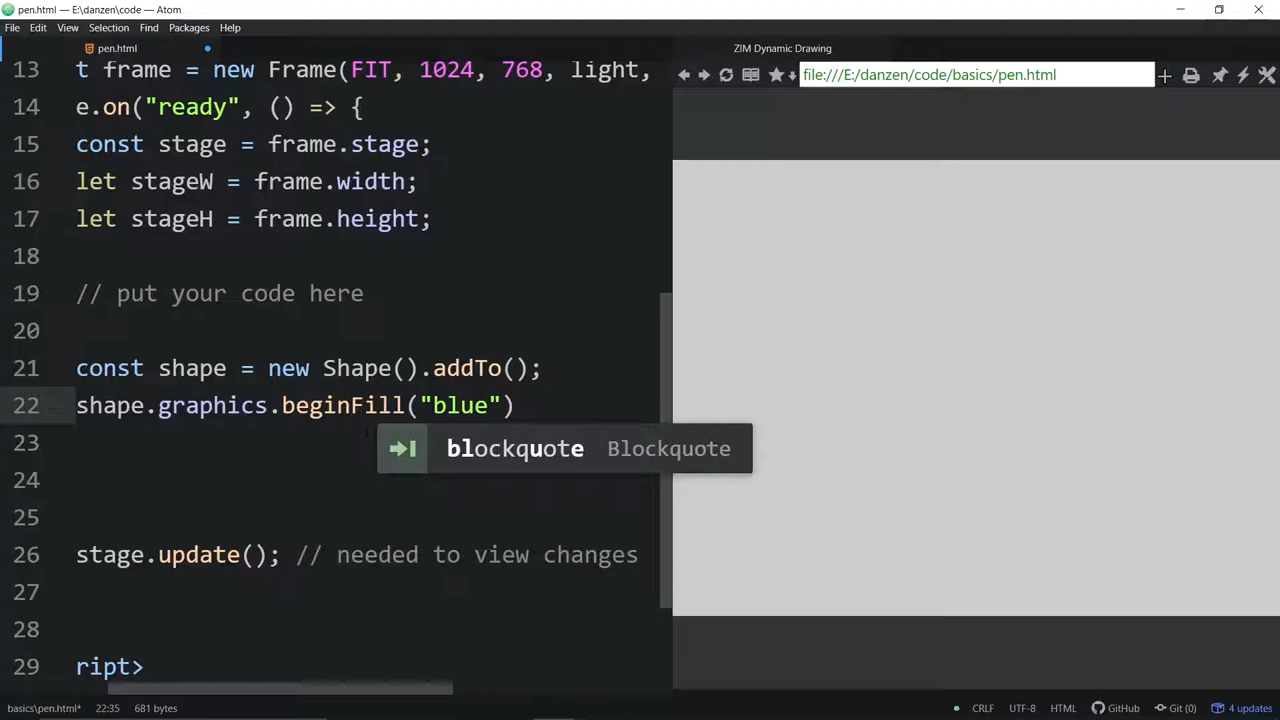 pen.html — E:\danzen\code — Atom
File Edit View Selection Find Packages Help
pen.html
ZIM Dynamic Drawing
file:///E:/danzen/code/basics/pen.html
13 t frame = new Frame(FIT, 1024, 768, light,
14 e.on("ready", () => {
15 const stage = frame.stage;
16 let stageW = frame.width;
17 let stageH = frame.height;
18
19 // put your code here
20
21 const shape = new Shape().addTo();
22 shape.graphics.beginFill("blue")
23
blockquote Blockquote
24
25
26 stage.update(); // needed to view changes
27
28
29 ript>
basics\pen.html* 22:35 681 bytes CRLF UTF-8 HTML GitHub Git (0) 4 updates